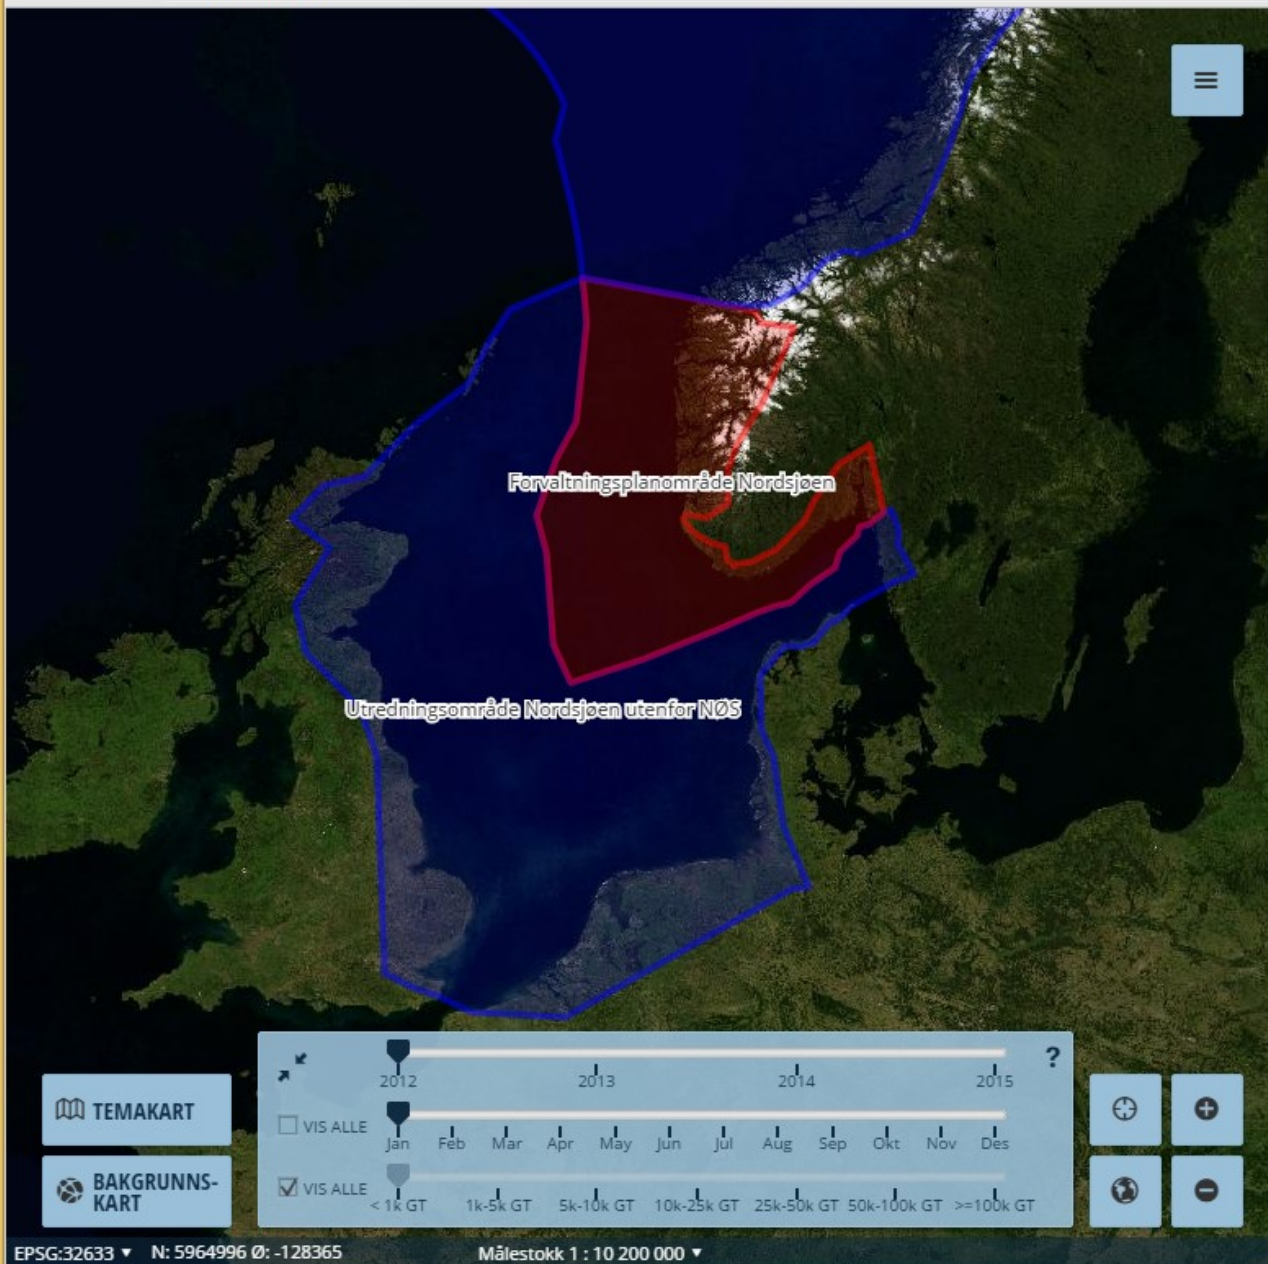 Forvaltningsplanområde Nordsjøen
Utredningsområde Nordsjøen utenfor NØS
?
2012 2013 2014 2015
VIS ALLE
Jan Feb Mar Apr May Jun Jul Aug Sep Okt Nov Des
VIS ALLE
< 1k GT 1k-5k GT 5k-10k GT 10k-25k GT 25k-50k GT 50k-100k GT >=100k GT
TEMAKART
BAKGRUNNS-
KART
EPSG:32633 N: 5964996 Ø: -128365 Målestokk 1 : 10 200 000